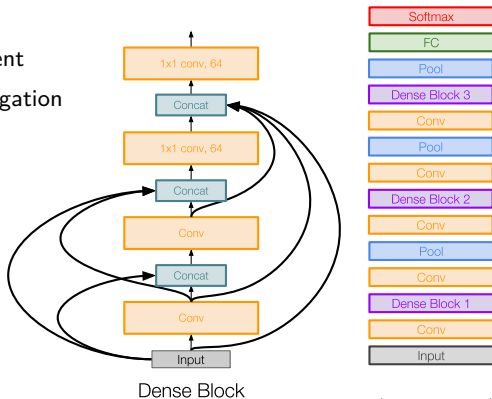 ent
gation
1x1 conv, 64
Concat
1x1 conv, 64
Concat
Conv
Concat
Conv
Input
Dense Block
Softmax
FC
Pool
Dense Block 3
Conv
Pool
Conv
Dense Block 2
Conv
Pool
Conv
Dense Block 1
Conv
Input